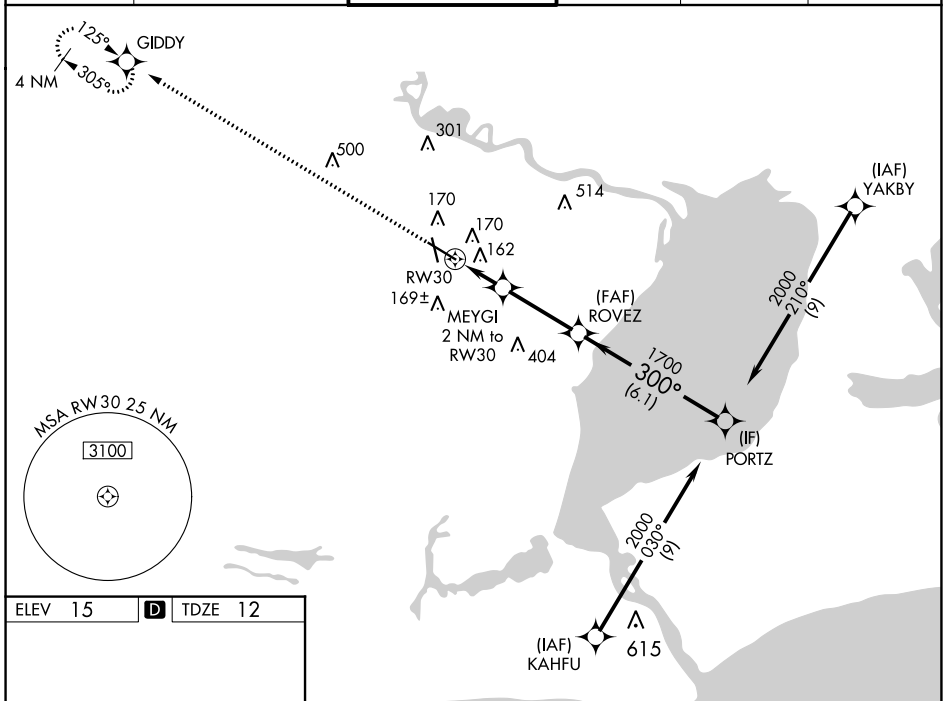 125°
GIDDY
305°
4 NM
500
301
514
(IAF)
YAKBY
170
170
162
RW30
169±
MEYGI
2 NM to
RW30
404
(FAF)
ROVEZ
2000
210°
(9)
1700
300°
(6.1)
(IF)
PORTZ
MSA RW30 25 NM
3100
2000
030°
(9)
(IAF)
KAHFU
615
ELEV 15 D TDZE 12